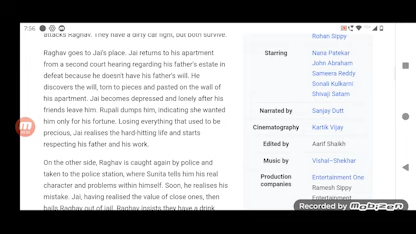 7:56
attacks Raghav. They have a dirty car fight, but both survive.
Raghav goes to Jai's place. Jai returns to his apartment
from a second court hearing regarding his father's estate in
defeat because he doesn't have his father's will. He
discovers the will, torn to pieces and pasted on the wall of
his apartment. Jai becomes depressed and lonely after his
friends leave him. Rupali dumps him, indicating she wanted
him only for his fortune. Losing everything that used to be
precious, Jai realises the hard-hitting life and starts
respecting his father and his work.
On the other side, Raghav is caught again by police and
taken to the police station, where Sunita tells him his real
character and problems within himself. Soon, he realises his
mistake. Jai, having realised the value of close ones, then
bails Raghav out of jail. Raghav insists they have a drink
Rohan Sippy
Starring
Nana Patekar
John Abraham
Sameera Reddy
Sonali Kulkarni
Shivaji Satam
Narrated by
Sanjay Dutt
Cinematography
Kartik Vijay
Edited by
Aarif Shaikh
Music by
Vishal–Shekhar
Production
companies
Entertainment One
Ramesh Sippy
Entertainment
Recorded by Mobizen